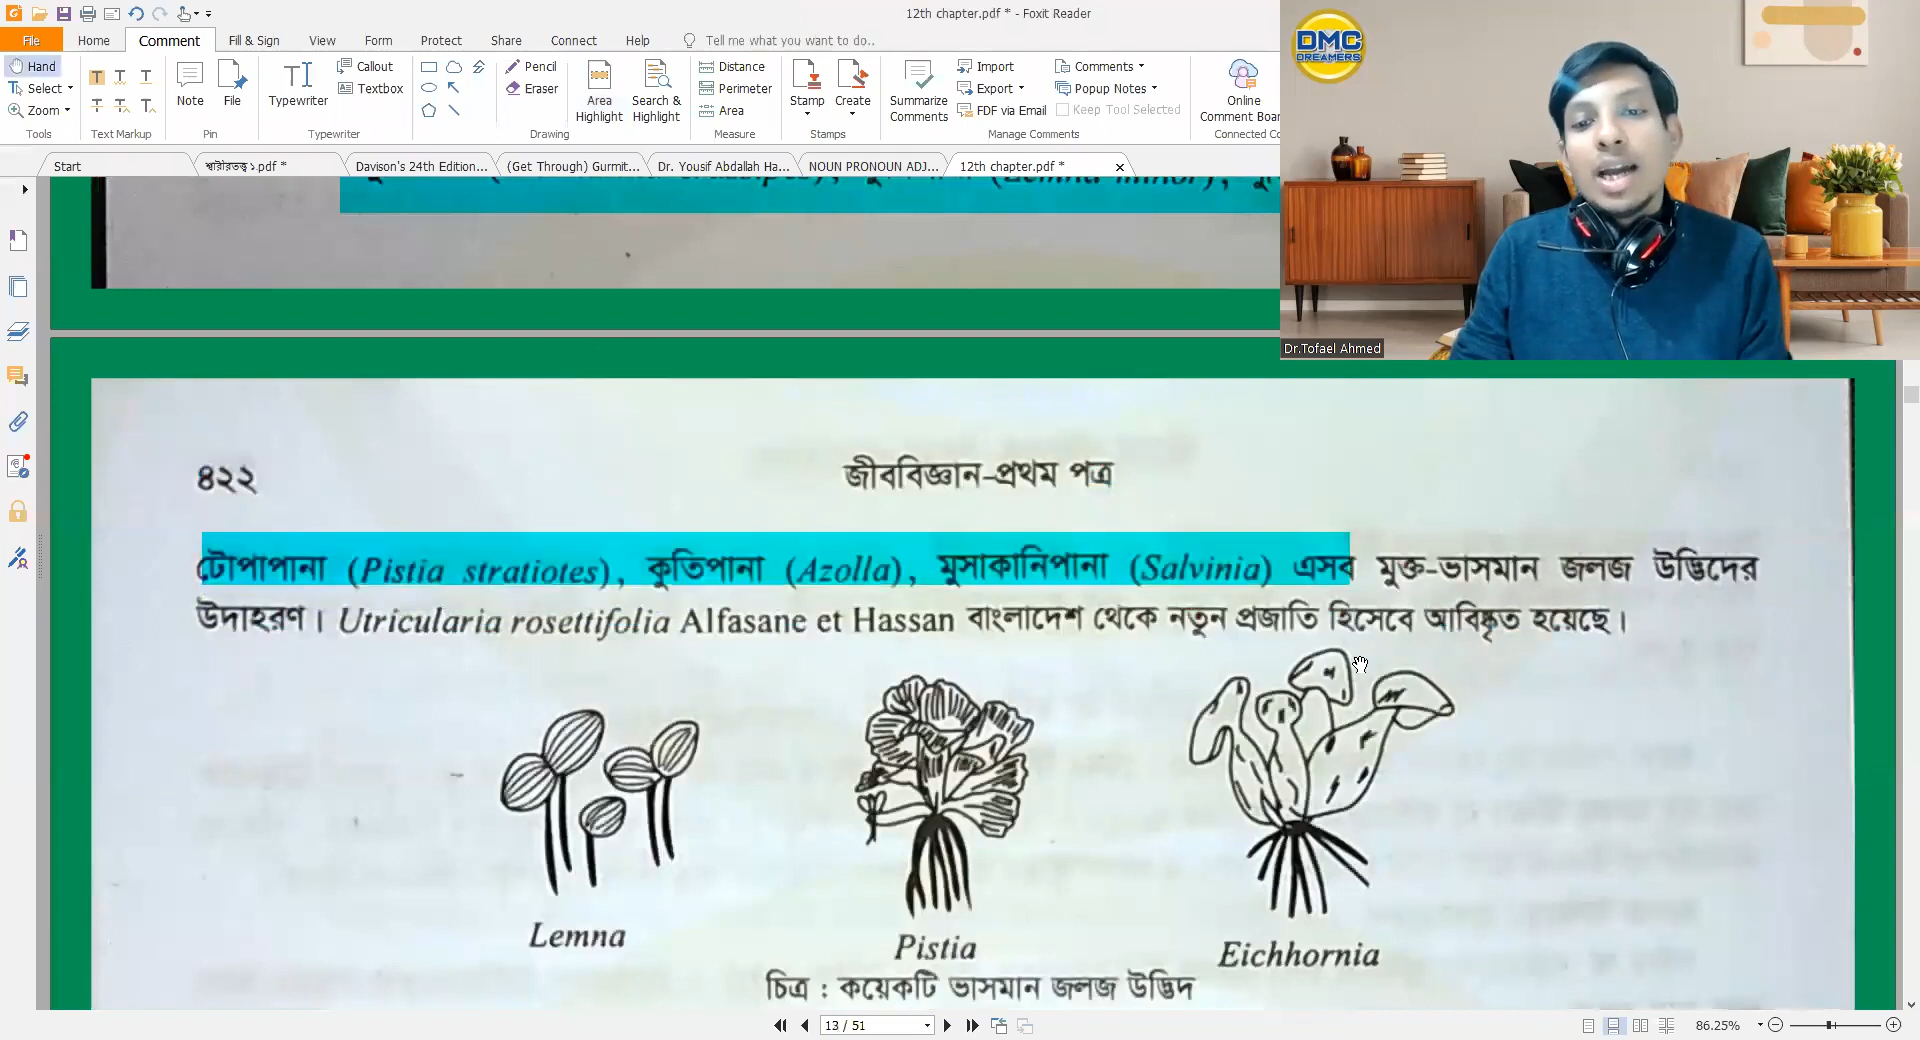 12th chapter.pdf * - Foxit Reader
File Home Comment Fill & Sign View Form Protect Share Connect Help Tell me what you want to do..
Hand
Select
Zoom
Tools
Text Markup
Note
File
Pin
Typewriter
Callout
Textbox
Typewriter
Pencil
Eraser
Area Highlight
Search & Highlight
Drawing
Distance
Perimeter
Area
Measure
Stamp
Create
Stamps
Summarize Comments
Import
Export
FDF via Email
Comments
Popup Notes
Keep Tool Selected
Manage Comments
Online Comment Boar
Connected Co
DMC
DREAMERS
Dr.Tofael Ahmed
Start
শারীরতত্ত্ব ১.pdf *
Davison's 24th Edition...
(Get Through) Gurmit...
Dr. Yousif Abdallah Ha...
NOUN PRONOUN ADJ...
12th chapter.pdf *
(Lemna minor),
৪২২
জীববিজ্ঞান-প্রথম পত্র
টোপাপানা (Pistia stratiotes), কুতিপানা (Azolla), মুসাকানিপানা (Salvinia) এসব মুক্ত-ভাসমান জলজ উদ্ভিদের
উদাহরণ। Utricularia rosettifolia Alfasane et Hassan বাংলাদেশ থেকে নতুন প্রজাতি হিসেবে আবিষ্কৃত হয়েছে।
Lemna
Pistia
Eichhornia
চিত্র : কয়েকটি ভাসমান জলজ উদ্ভিদ
13 / 51
86.25%